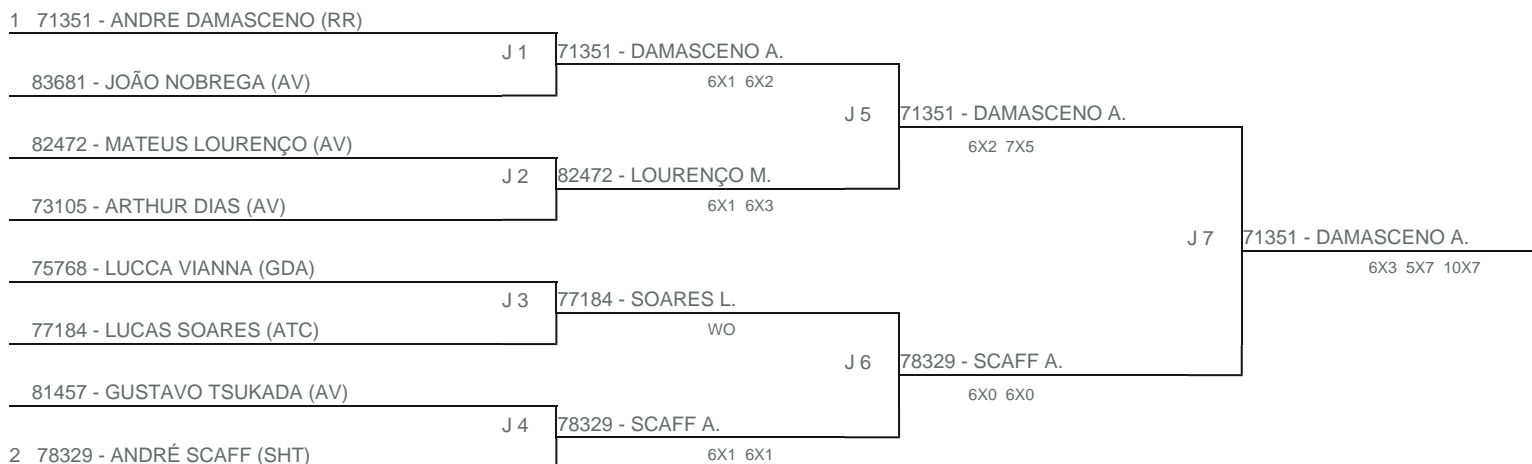 1 71351 - ANDRE DAMASCENO (RR)
J 1 71351 - DAMASCENO A.
83681 - JOÃO NOBREGA (AV)
6X1 6X2
J 5 71351 - DAMASCENO A.
82472 - MATEUS LOURENÇO (AV)
6X2 7X5
J 2 82472 - LOURENÇO M.
73105 - ARTHUR DIAS (AV)
6X1 6X3
J 7 71351 - DAMASCENO A.
75768 - LUCCA VIANNA (GDA)
6X3 5X7 10X7
J 3 77184 - SOARES L.
77184 - LUCAS SOARES (ATC)
WO
J 6 78329 - SCAFF A.
81457 - GUSTAVO TSUKADA (AV)
6X0 6X0
J 4 78329 - SCAFF A.
2 78329 - ANDRÉ SCAFF (SHT)
6X1 6X1